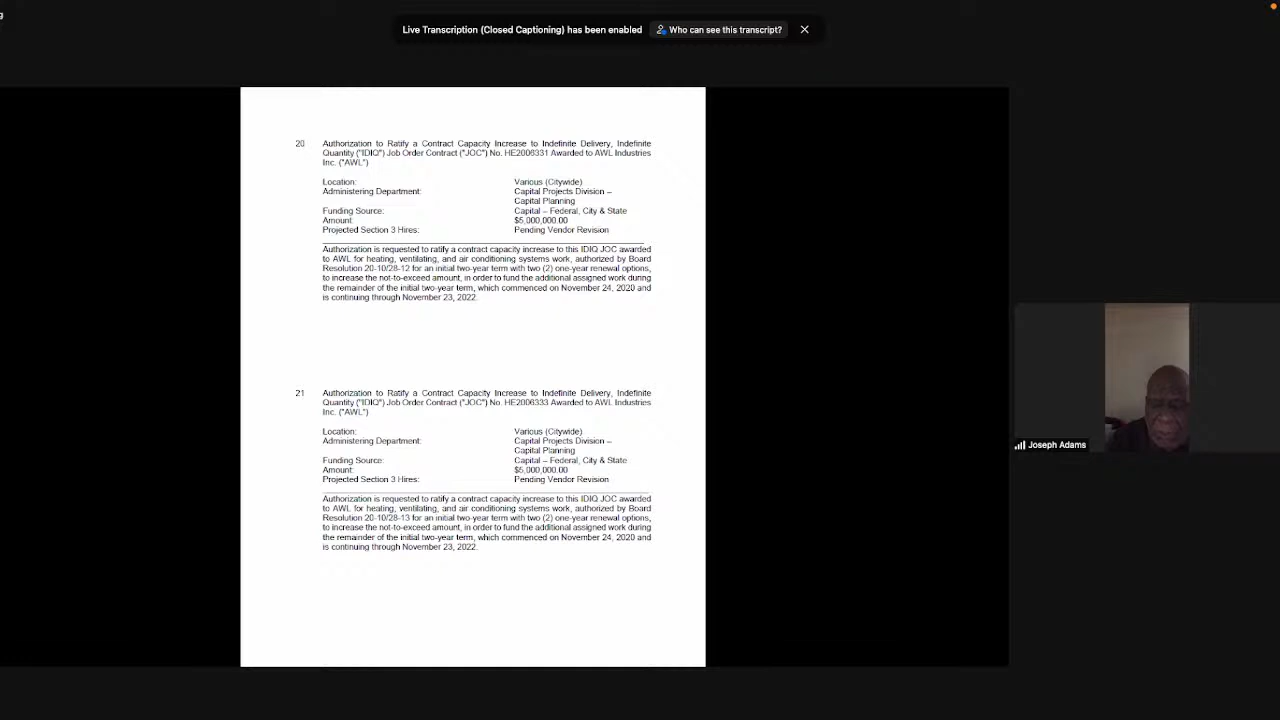 g
Live Transcription (Closed Captioning) has been enabled Who can see this transcript?
20 Authorization to Ratify a Contract Capacity Increase to Indefinite Delivery, Indefinite
Quantity ("IDIQ") Job Order Contract ("JOC") No. HE2006331 Awarded to AWL Industries
Inc. ("AWL")
Location: Various (Citywide)
Administering Department: Capital Projects Division –
Capital Planning
Funding Source: Capital – Federal, City & State
Amount: $5,000,000.00
Projected Section 3 Hires: Pending Vendor Revision
Authorization is requested to ratify a contract capacity increase to this IDIQ JOC awarded
to AWL for heating, ventilating, and air conditioning systems work, authorized by Board
Resolution 20-10/28-12 for an initial two-year term with two (2) one-year renewal options,
to increase the not-to-exceed amount, in order to fund the additional assigned work during
the remainder of the initial two-year term, which commenced on November 24, 2020 and
is continuing through November 23, 2022.
21 Authorization to Ratify a Contract Capacity Increase to Indefinite Delivery, Indefinite
Quantity ("IDIQ") Job Order Contract ("JOC") No. HE2006333 Awarded to AWL Industries
Inc. ("AWL")
Location: Various (Citywide)
Administering Department: Capital Projects Division –
Capital Planning
Funding Source: Capital – Federal, City & State
Amount: $5,000,000.00
Projected Section 3 Hires: Pending Vendor Revision
Authorization is requested to ratify a contract capacity increase to this IDIQ JOC awarded
to AWL for heating, ventilating, and air conditioning systems work, authorized by Board
Resolution 20-10/28-13 for an initial two-year term with two (2) one-year renewal options,
to increase the not-to-exceed amount, in order to fund the additional assigned work during
the remainder of the initial two-year term, which commenced on November 24, 2020 and
is continuing through November 23, 2022.
Joseph Adams